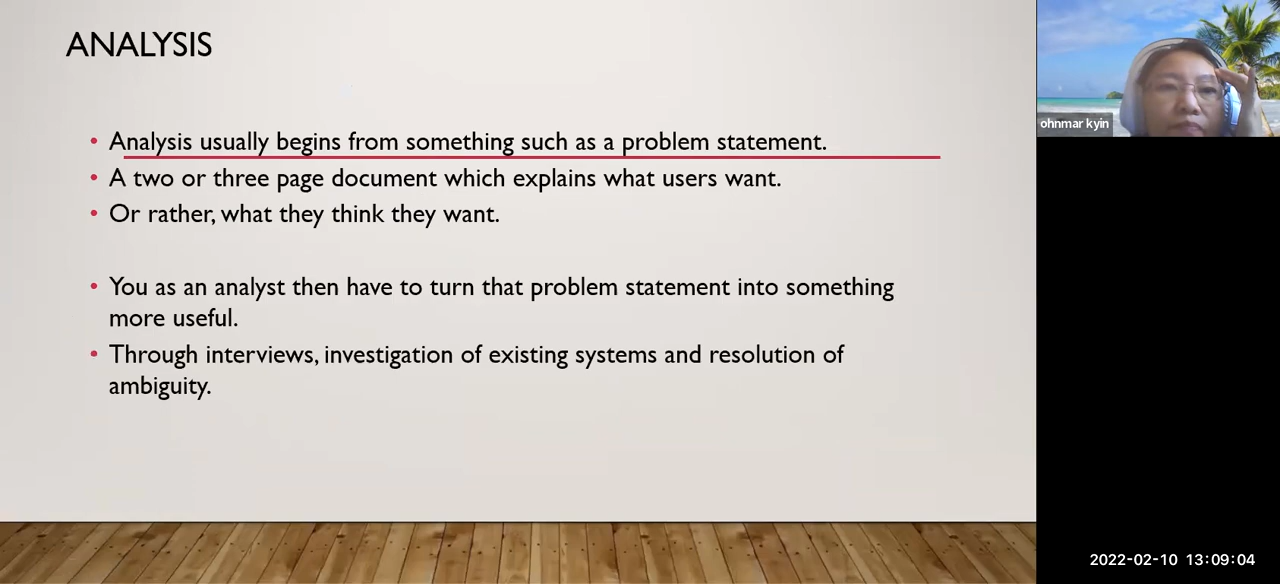 ANALYSIS
• Analysis usually begins from something such as a problem statement.
• A two or three page document which explains what users want.
• Or rather, what they think they want.
• You as an analyst then have to turn that problem statement into something
more useful.
• Through interviews, investigation of existing systems and resolution of
ambiguity.
ohnmar kyin
2022-02-10 13:09:04